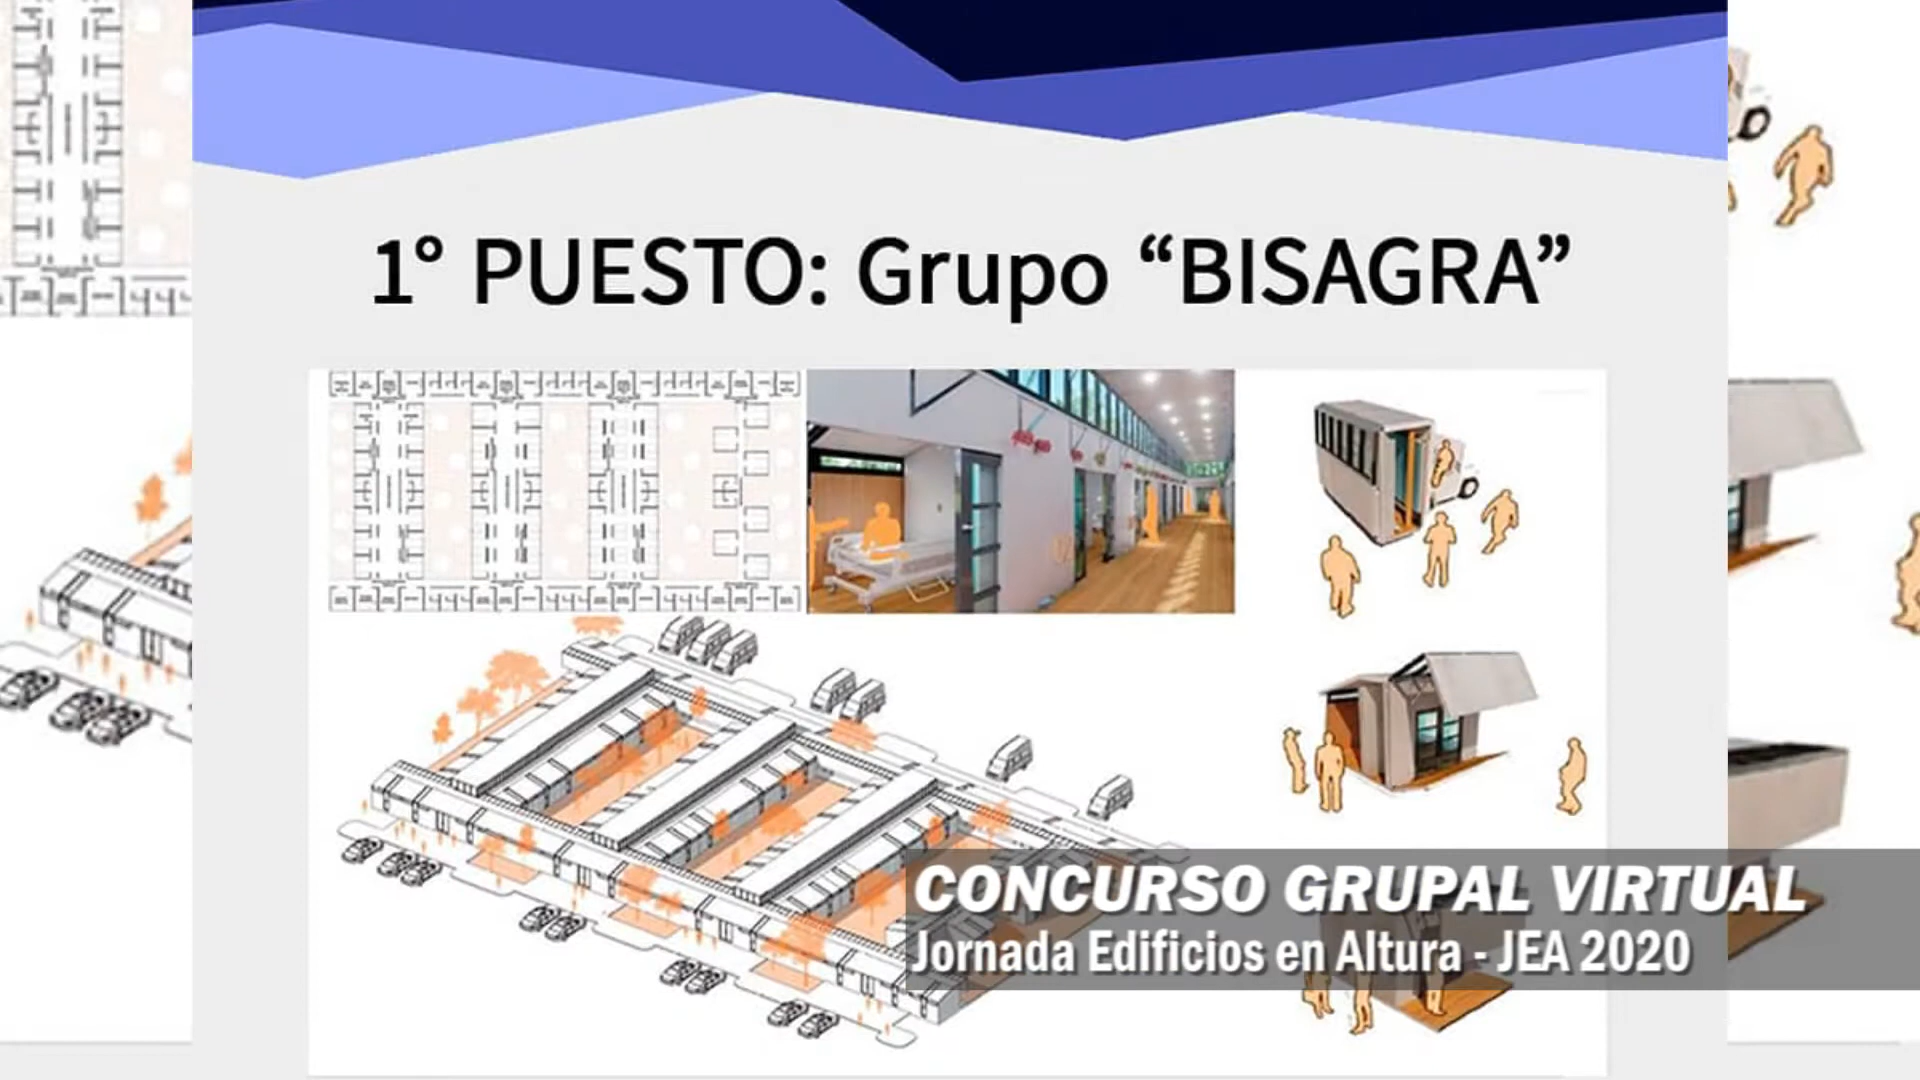 1° PUESTO: Grupo “BISAGRA”
CONCURSO GRUPAL VIRTUAL
Jornada Edificios en Altura - JEA 2020